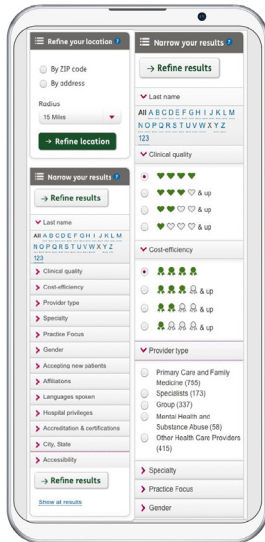 Refine your location ?
By ZIP code
By address
Radius
15 Miles
→ Refine location
Narrow your results ?
→ Refine results
Last name
All A B C D E F G H I J K L M
N O P Q R S T U V W X Y Z
123
Clinical quality
Cost-efficiency
Provider type
Specialty
Practice Focus
Gender
Accepting new patients
Affiliations
Languages spoken
Hospital privileges
Accreditation & certifications
City, State
Accessibility
→ Refine results
Show all results
Narrow your results ?
→ Refine results
Last name
All A B C D E F G H I J K L M
N O P Q R S T U V W X Y Z
123
Clinical quality
& up
& up
Cost-efficiency
& up
& up
& up
Provider type
Primary Care and Family
Medicine (755)
Specialists (173)
Group (337)
Mental Health and
Substance Abuse (58)
Other Health Care Providers
(415)
Specialty
Practice Focus
Gender